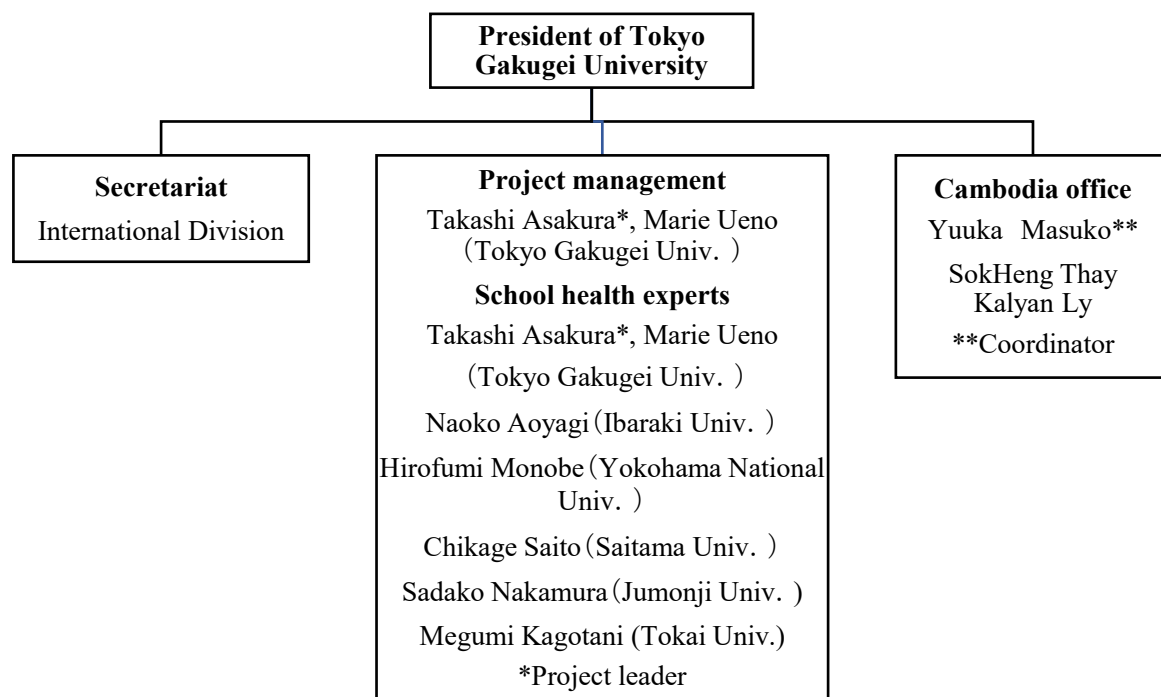 President of Tokyo
Gakugei University
Secretariat
International Division
Project management
Takashi Asakura*, Marie Ueno
（Tokyo Gakugei Univ. ）
School health experts
Takashi Asakura*, Marie Ueno
（Tokyo Gakugei Univ. ）
Naoko Aoyagi（Ibaraki Univ. ）
Hirofumi Monobe（Yokohama National
Univ. ）
Chikage Saito（Saitama Univ. ）
Sadako Nakamura（Jumonji Univ. )
Megumi Kagotani (Tokai Univ.)
*Project leader
Cambodia office
Yuuka Masuko**
SokHeng Thay
Kalyan Ly
**Coordinator